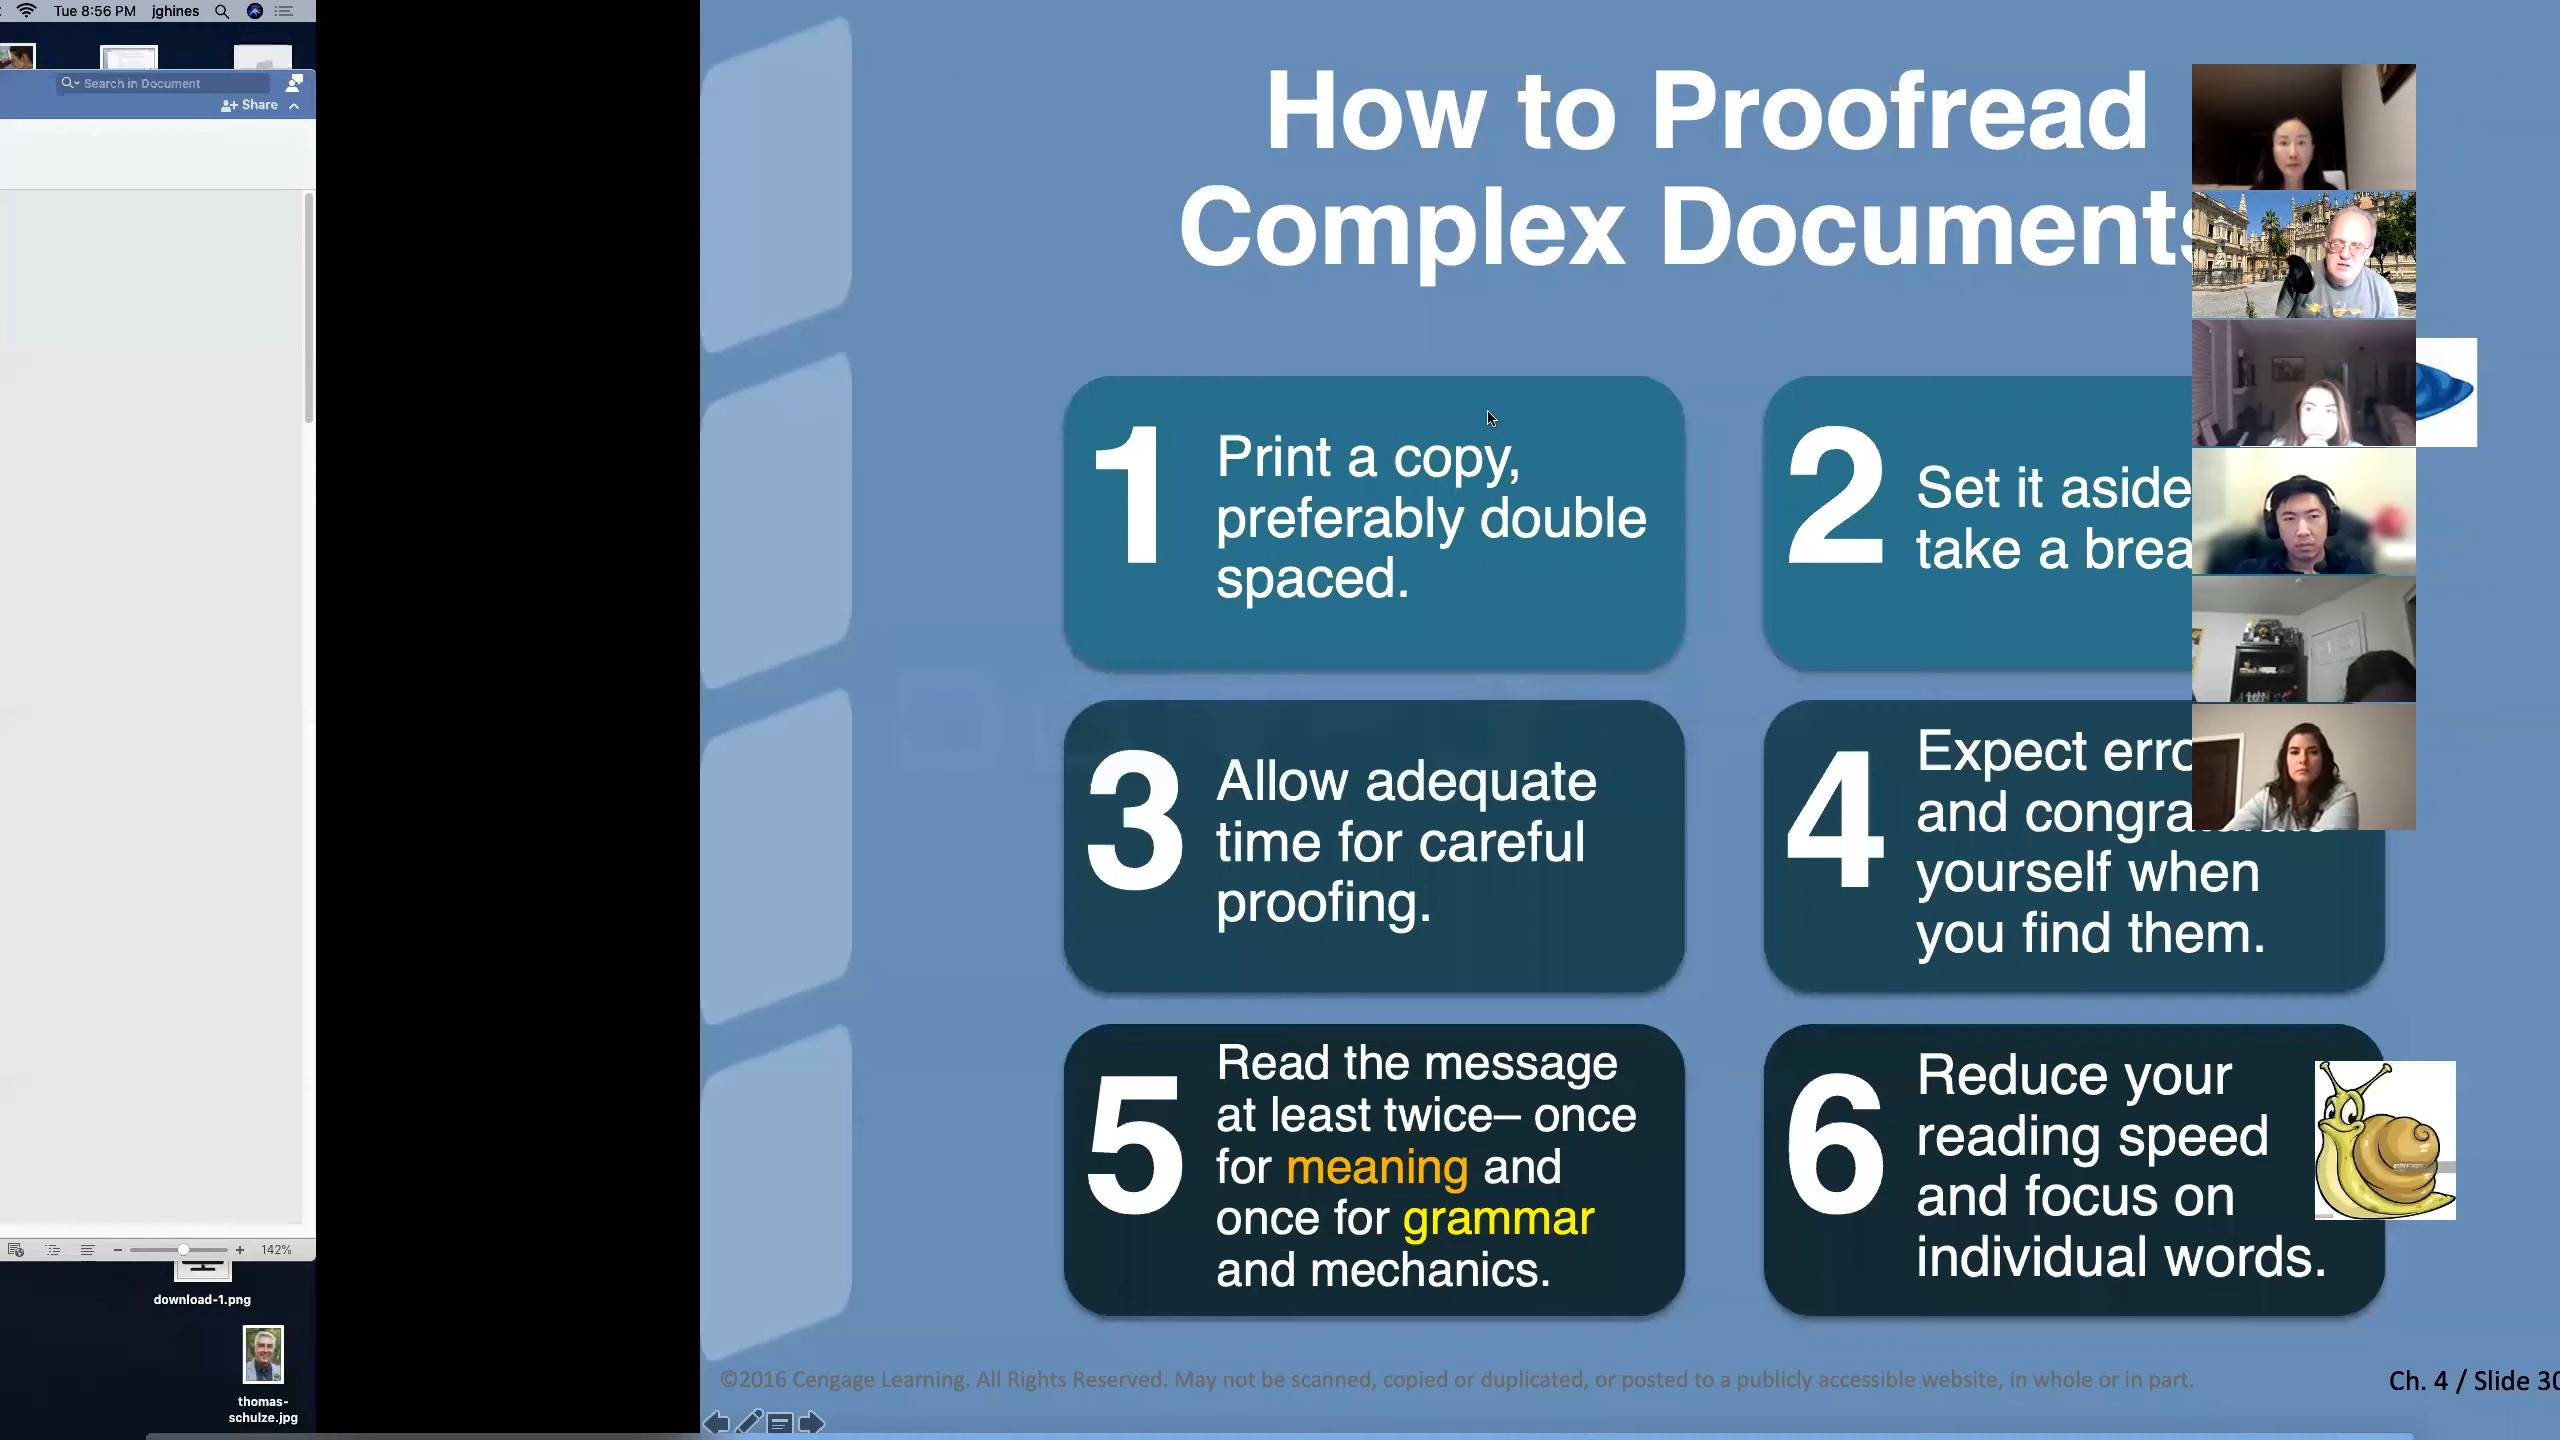 Tue 8:56 PM jghines
Search in Document
Share
142%
download-1.png
thomas-
schulze.jpg
How to Proofread
Complex Documents
1
Print a copy,
preferably double
spaced.
2
Set it aside
take a brea
3
Allow adequate
time for careful
proofing.
4
Expect erro
and congra
yourself when
you find them.
5
Read the message
at least twice– once
for meaning and
once for grammar
and mechanics.
6
Reduce your
reading speed
and focus on
individual words.
©2016 Cengage Learning. All Rights Reserved. May not be scanned, copied or duplicated, or posted to a publicly accessible website, in whole or in part.
Ch. 4 / Slide 30